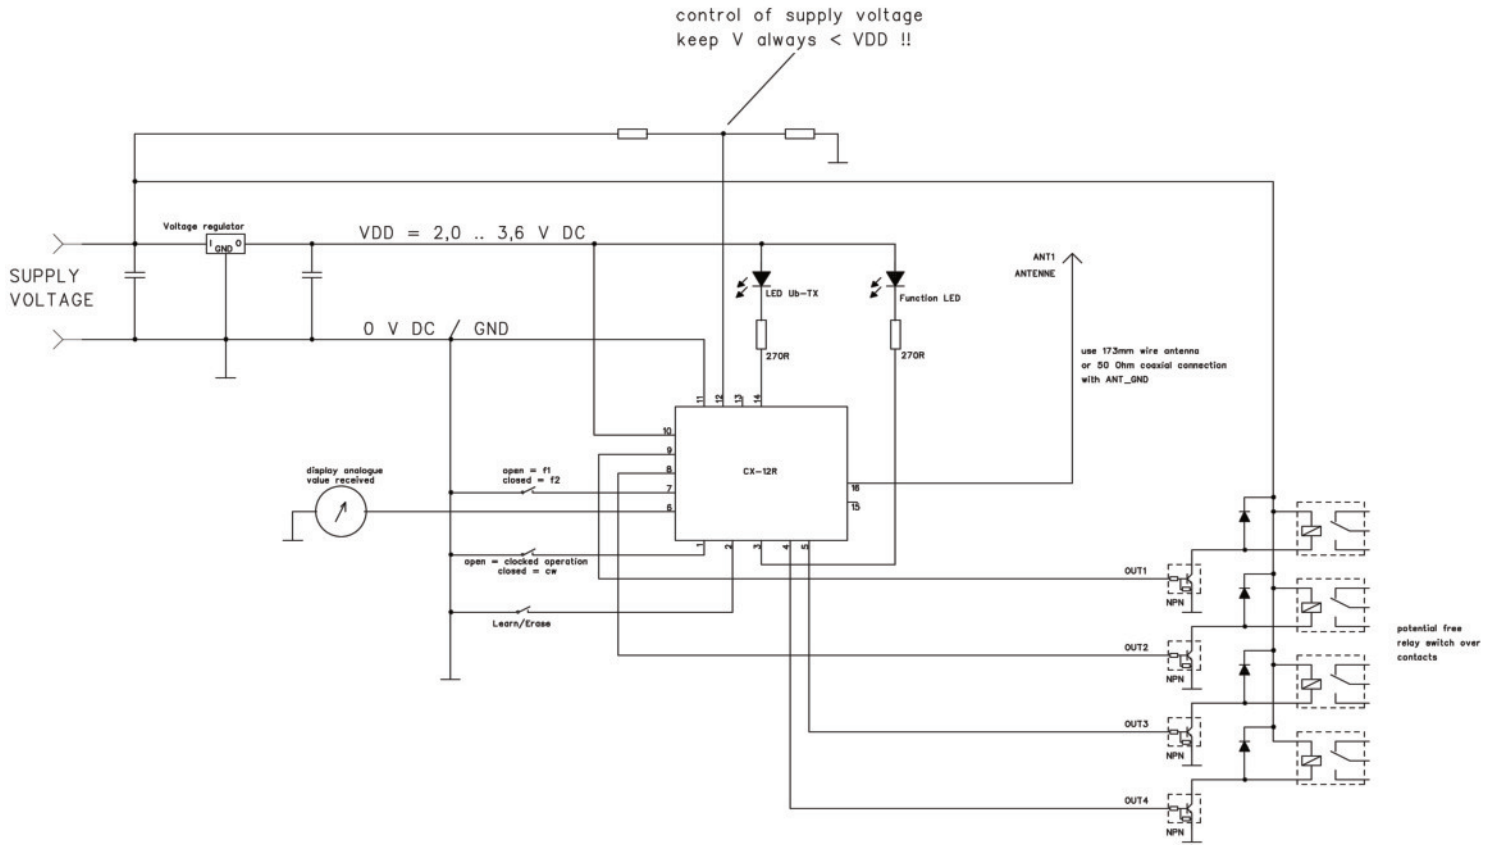 control of supply voltage
keep V always < VDD !!
Voltage regulator
I GND O
VDD = 2,0 .. 3,6 V DC
SUPPLY
VOLTAGE
0 V DC / GND
LED Ub-TX
270R
Function LED
270R
ANT1
ANTENNE
use 173mm wire antenna
or 50 Ohm coaxial connection
with ANT_GND
11
12
13
14
10
9
8
7
6
CX-12R
16
15
1
2
3
4
5
display analogue
value received
open = f1
closed = f2
open = clocked operation
closed = cw
Learn/Erase
OUT1
NPN
OUT2
NPN
OUT3
NPN
OUT4
NPN
potential free
relay switch over
contacts